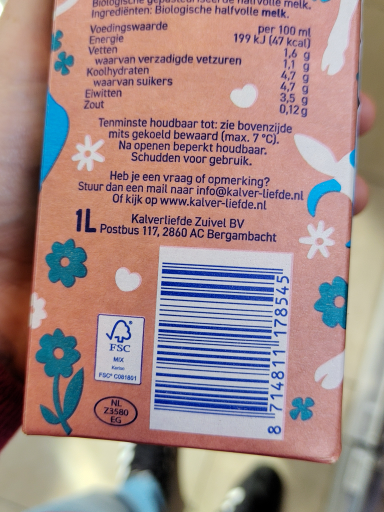 Biologische gepasteuriseerde halfvolle melk.
Ingrediënten: Biologische halfvolle melk.
Voedingswaarde per 100 ml
Energie 199 kJ (47 kcal)
Vetten 1,6 g
waarvan verzadigde vetzuren 1,1 g
Koolhydraten 4,7 g
waarvan suikers 4,7 g
Eiwitten 3,5 g
Zout 0,12 g
Tenminste houdbaar tot: zie bovenzijde
mits gekoeld bewaard (max. 7 °C).
Na openen beperkt houdbaar.
Schudden voor gebruik.
Heb je een vraag of opmerking?
Stuur dan een mail naar info@kalver-liefde.nl
Of kijk op www.kalver-liefde.nl
1L Kalverliefde Zuivel BV
Postbus 117, 2860 AC Bergambacht
8 714811 178545
FSC
MIX
Karton
FSC® C081801
NL
Z3580
EG